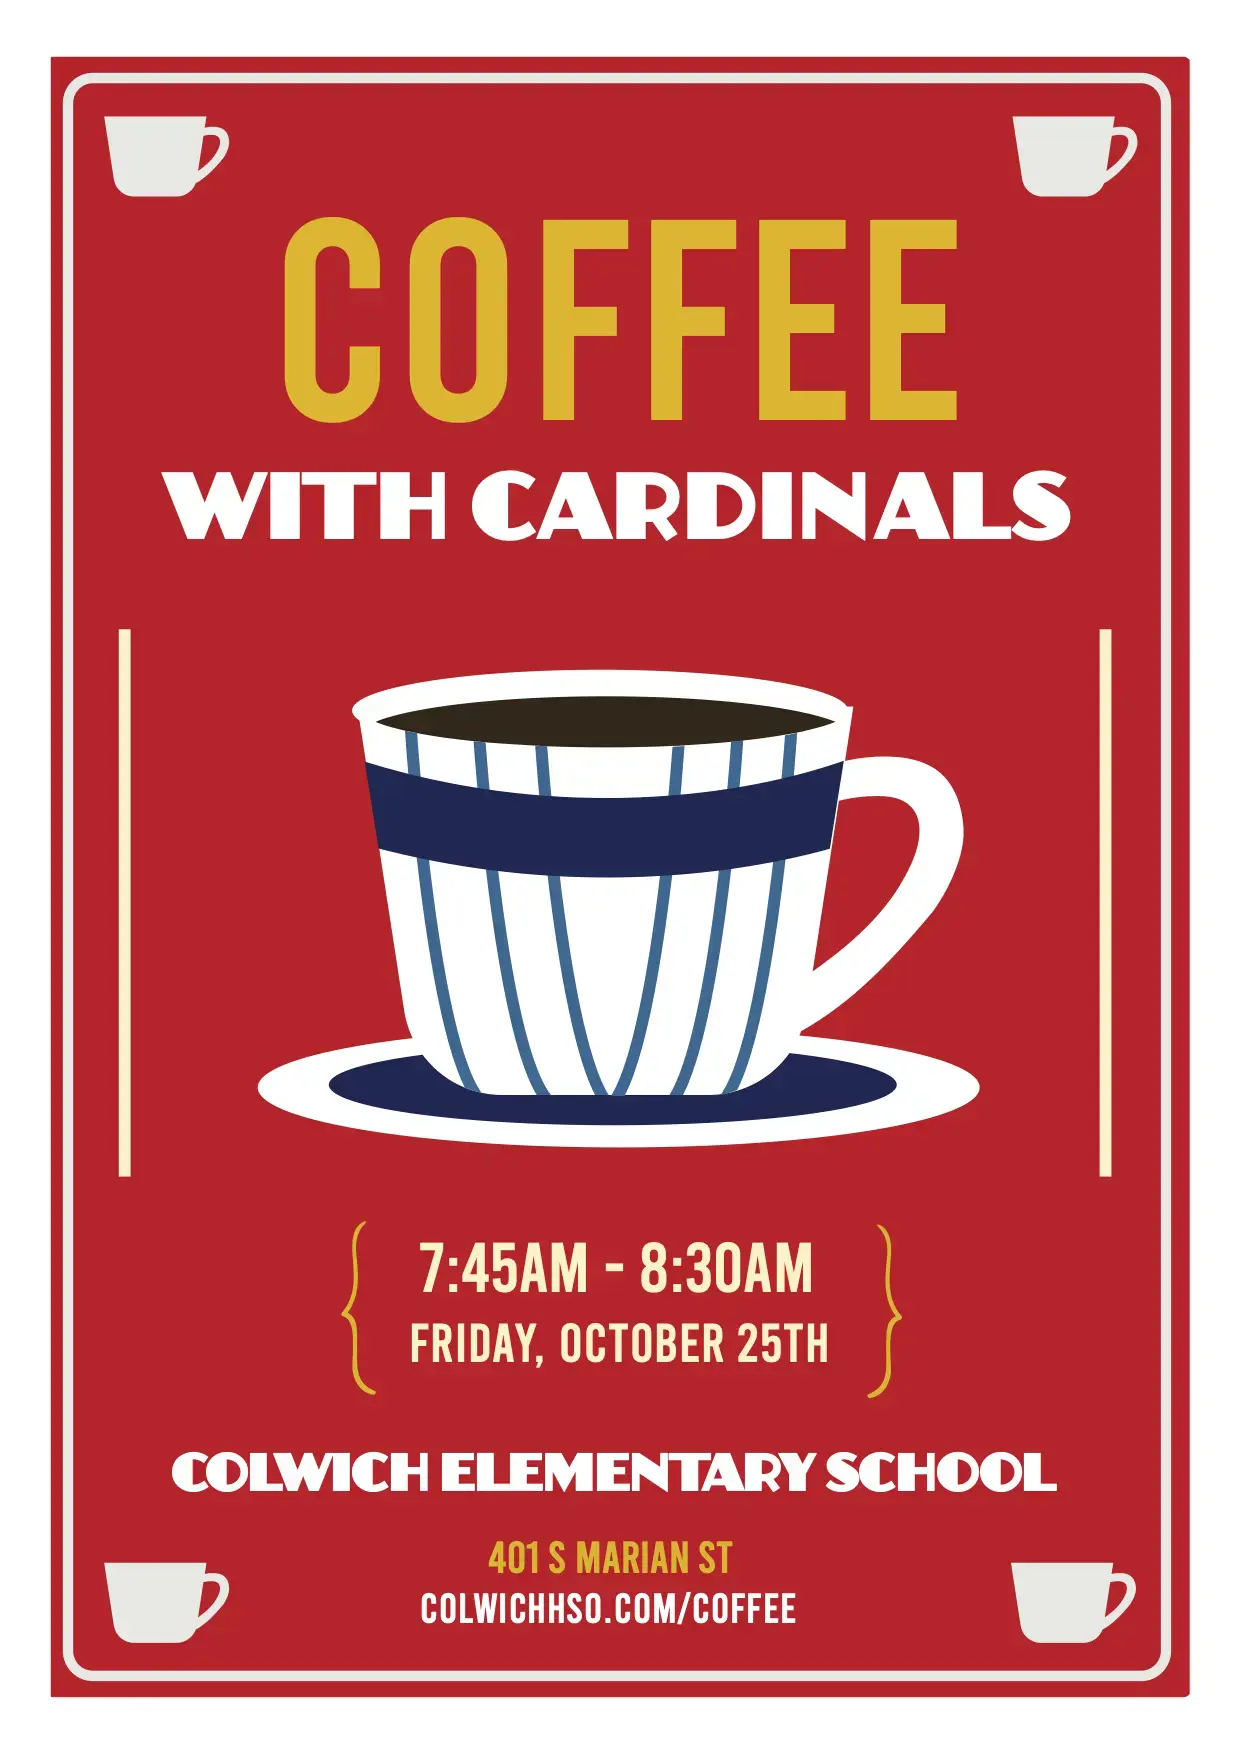 COFFEE
WITH CARDINALS
7:45AM - 8:30AM
FRIDAY, OCTOBER 25TH
COLWICH ELEMENTARY SCHOOL
401 S MARIAN ST
COLWICHHSO.COM/COFFEE